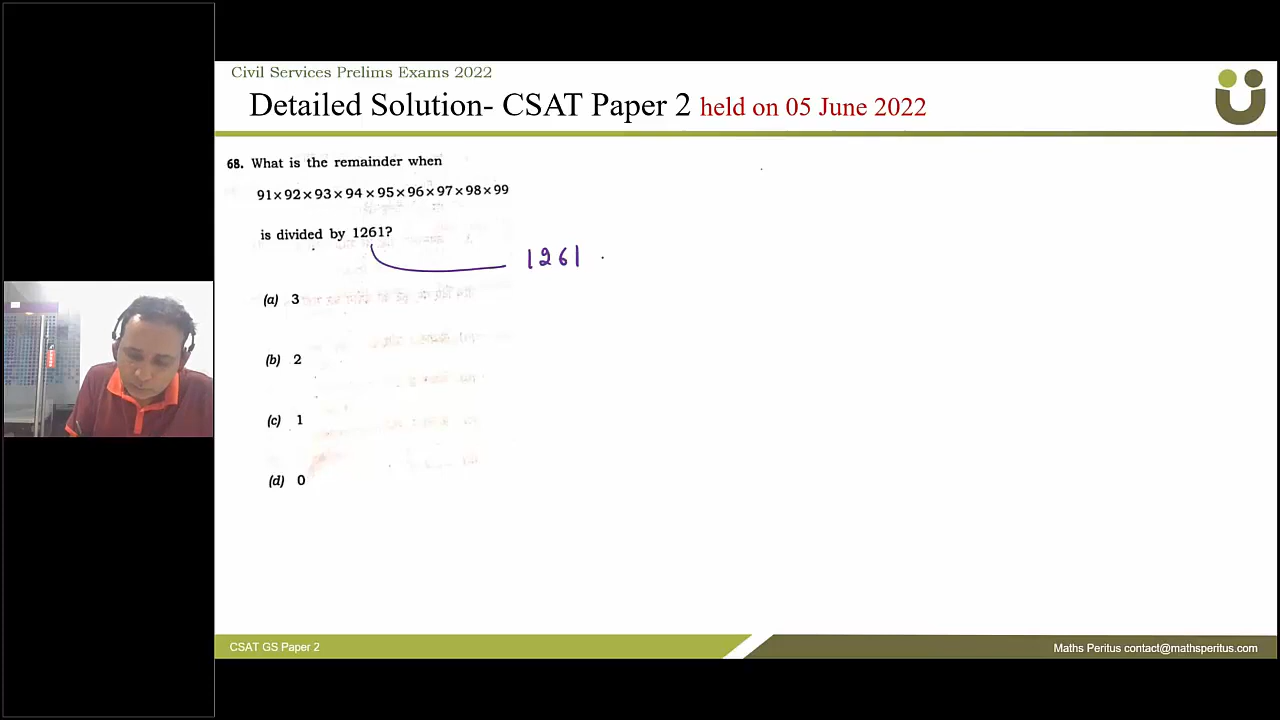 Civil Services Prelims Exams 2022
Detailed Solution- CSAT Paper 2 held on 05 June 2022
68. What is the remainder when
91×92×93×94×95×96×97×98×99
is divided by 1261?
1261
(a) 3
(b) 2
(c) 1
(d) 0
CSAT GS Paper 2
Maths Peritus contact@mathsperitus.com